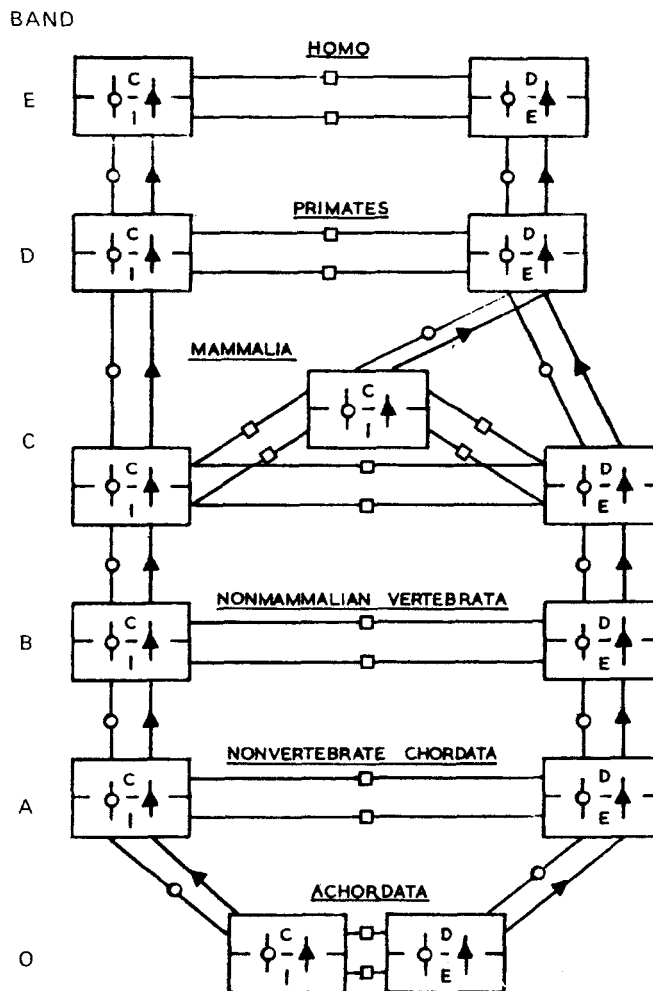 BAND
HOMO
E
C
I
D
E
PRIMATES
D
C
I
D
E
MAMMALIA
C
I
C
C
I
D
E
NONMAMMALIAN VERTEBRATA
B
C
I
D
E
NONVERTEBRATE CHORDATA
A
C
I
D
E
ACHORDATA
O
C
I
D
E